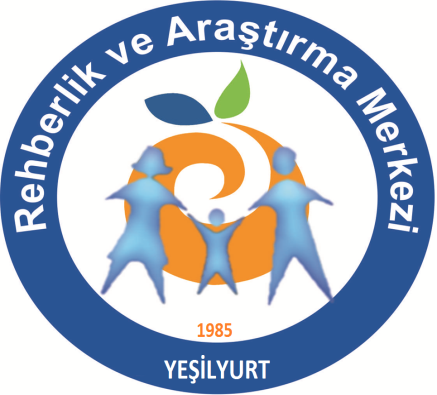 Rehberlik ve Araştırma Merkezi
1985
YEŞİLYURT